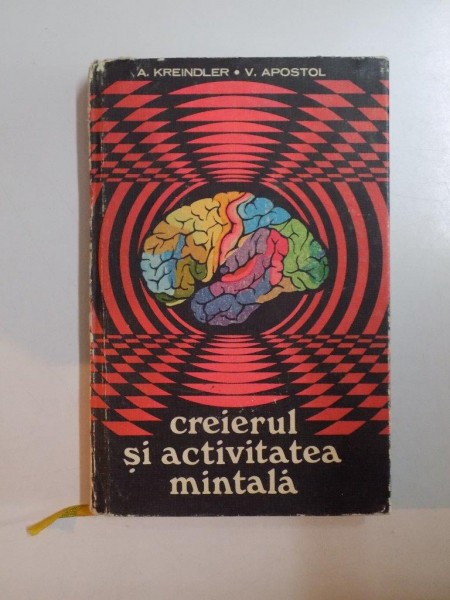 A. KREINDLER • V. APOSTOL
creierul
și activitatea
mintală